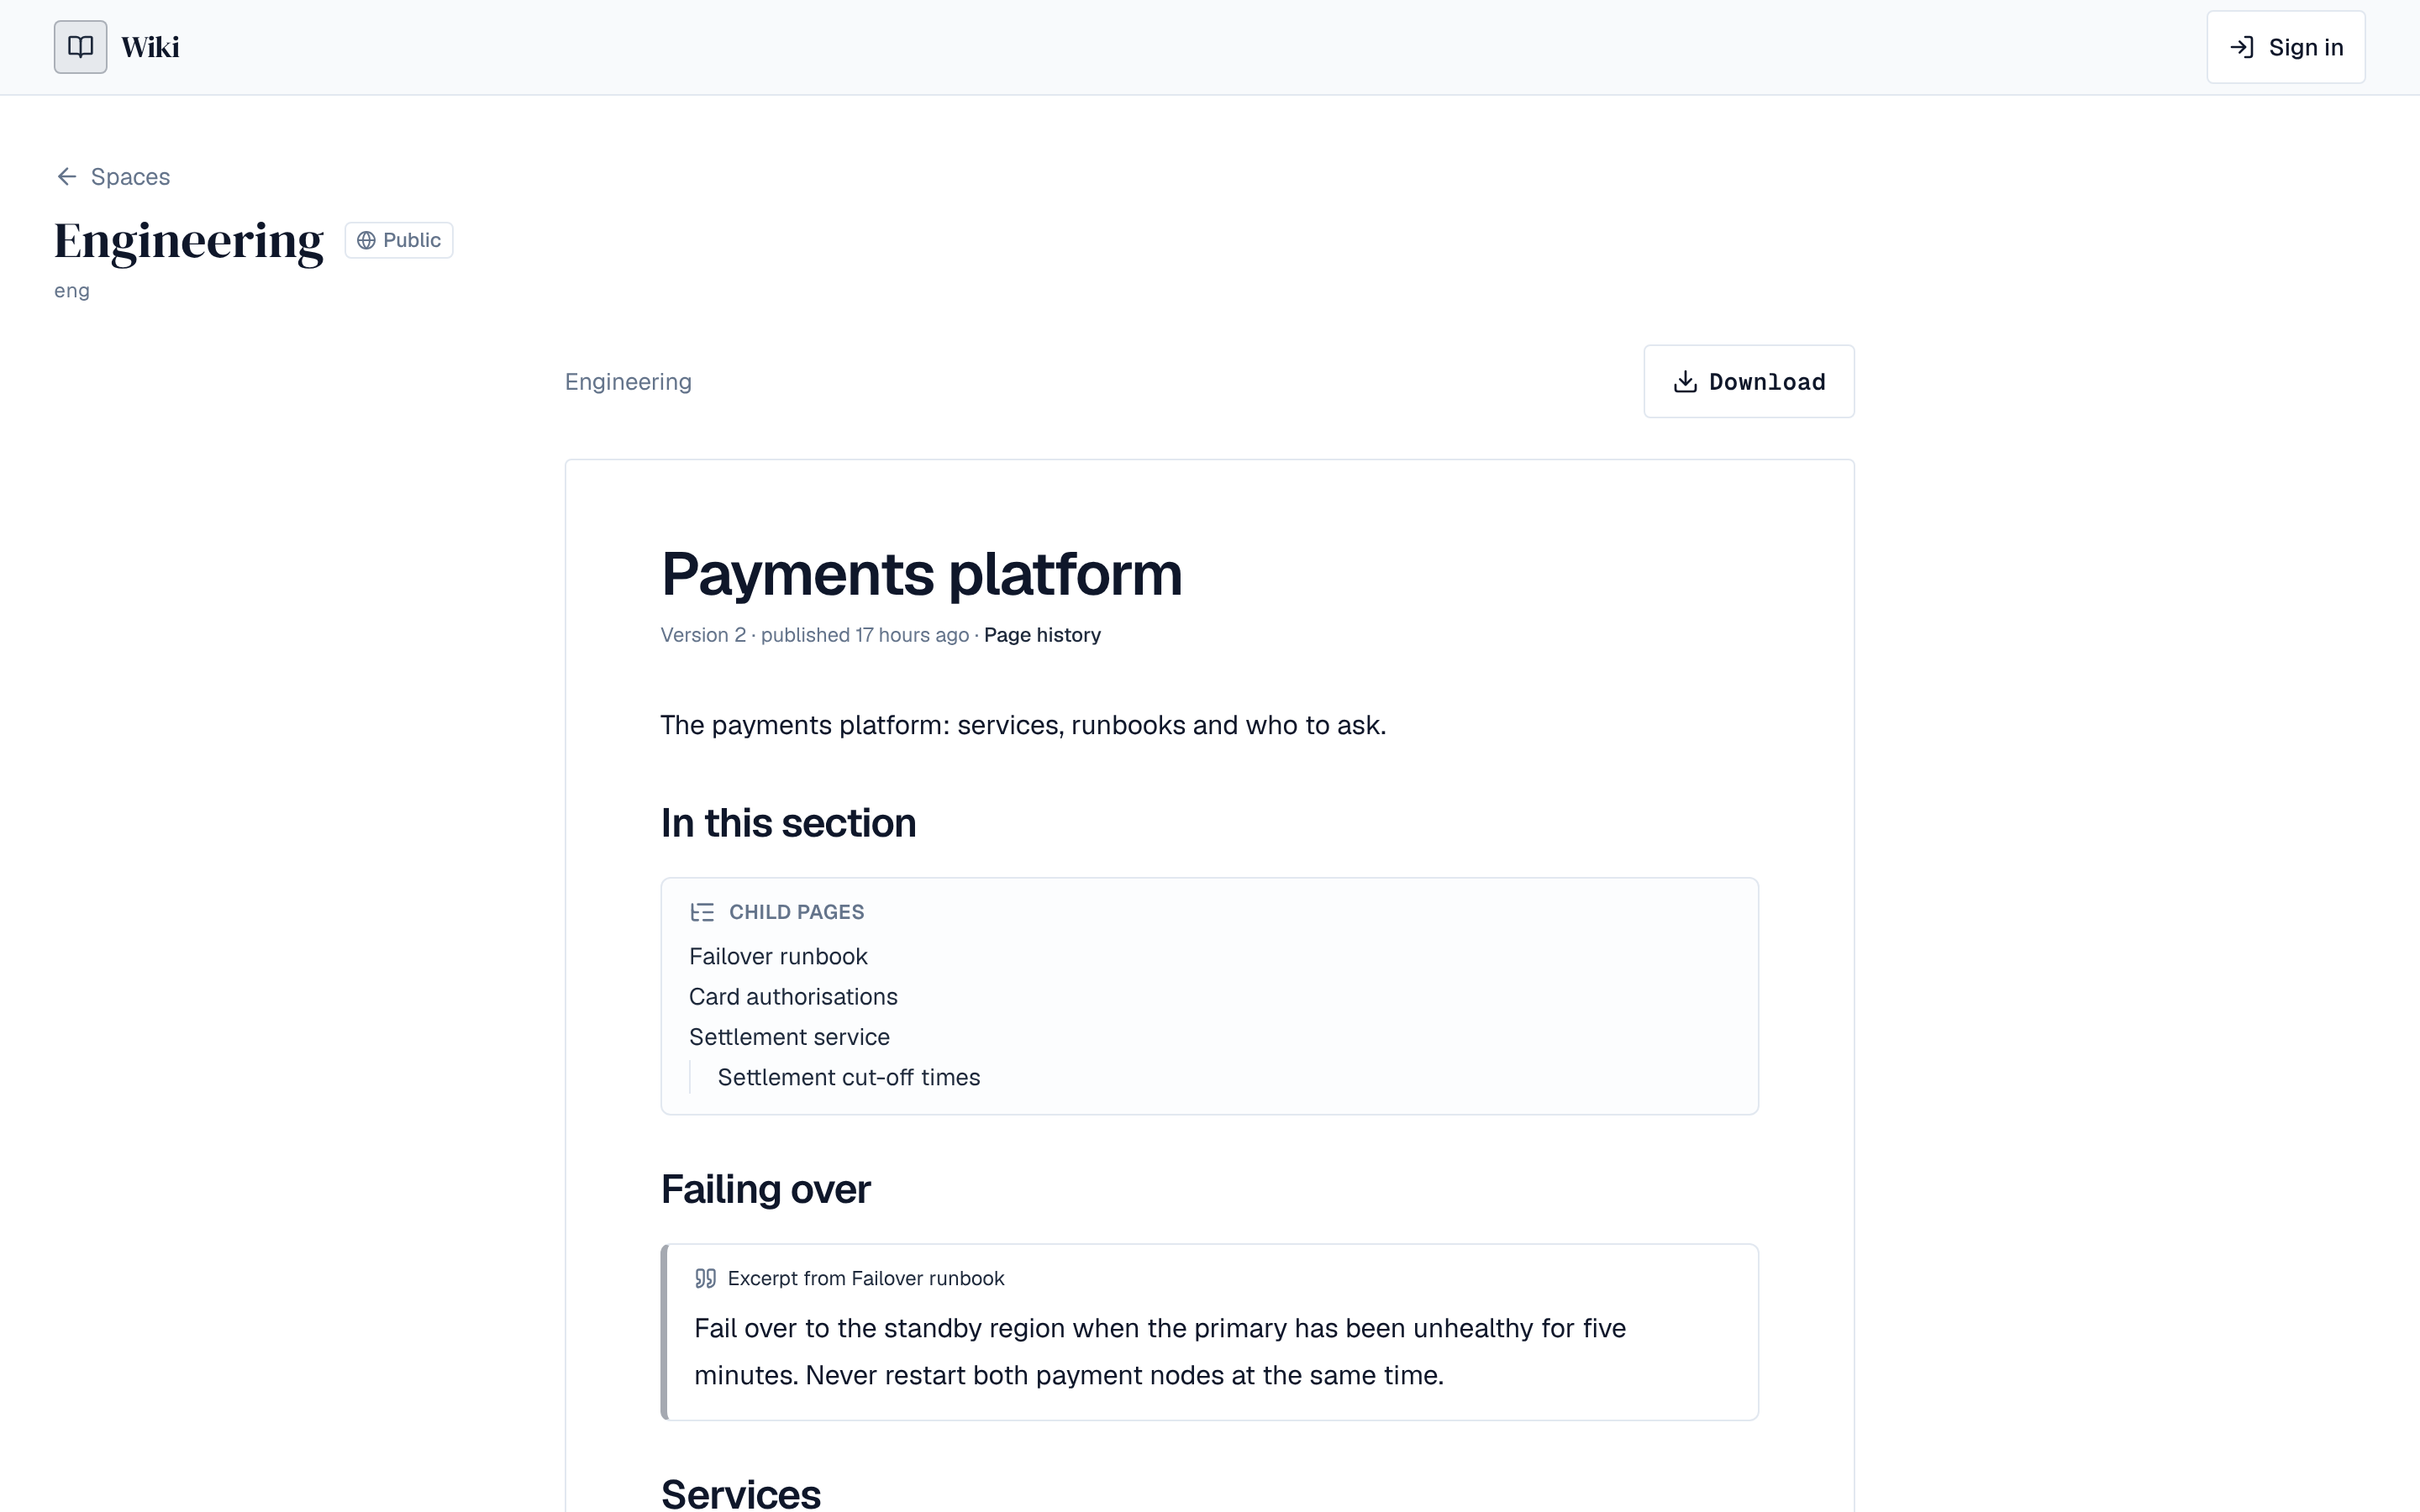 Wiki
Sign in
Spaces
Engineering
Public
eng
Engineering
Download
Payments platform
Version 2 · published 17 hours ago · Page history
The payments platform: services, runbooks and who to ask.
In this section
CHILD PAGES
Failover runbook
Card authorisations
Settlement service
Settlement cut-off times
Failing over
Excerpt from Failover runbook
Fail over to the standby region when the primary has been unhealthy for five
minutes. Never restart both payment nodes at the same time.
Services